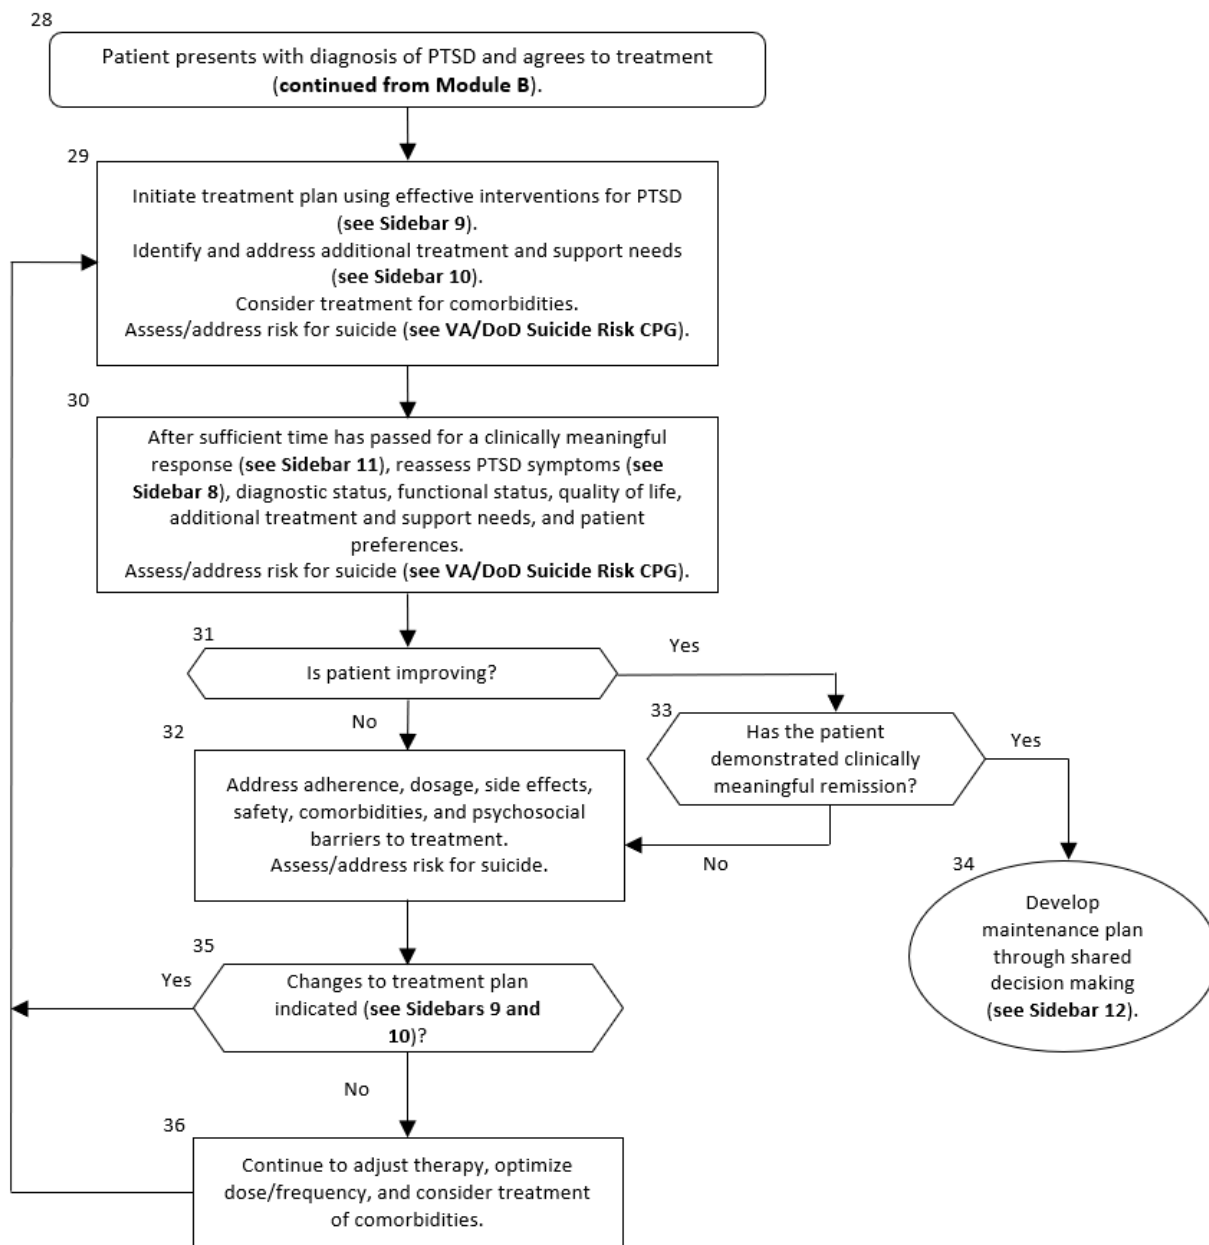 28
Patient presents with diagnosis of PTSD and agrees to treatment
(continued from Module B).
29
Initiate treatment plan using effective interventions for PTSD
(see Sidebar 9).
Identify and address additional treatment and support needs
(see Sidebar 10).
Consider treatment for comorbidities.
Assess/address risk for suicide (see VA/DoD Suicide Risk CPG).
30
After sufficient time has passed for a clinically meaningful
response (see Sidebar 11), reassess PTSD symptoms (see
Sidebar 8), diagnostic status, functional status, quality of life,
additional treatment and support needs, and patient
preferences.
Assess/address risk for suicide (see VA/DoD Suicide Risk CPG).
31
Is patient improving?
Yes
No
33
Has the patient
demonstrated clinically
meaningful remission?
Yes
No
32
Address adherence, dosage, side effects,
safety, comorbidities, and psychosocial
barriers to treatment.
Assess/address risk for suicide.
34
Develop
maintenance plan
through shared
decision making
(see Sidebar 12).
35
Changes to treatment plan
indicated (see Sidebars 9 and
10)?
Yes
No
36
Continue to adjust therapy, optimize
dose/frequency, and consider treatment
of comorbidities.